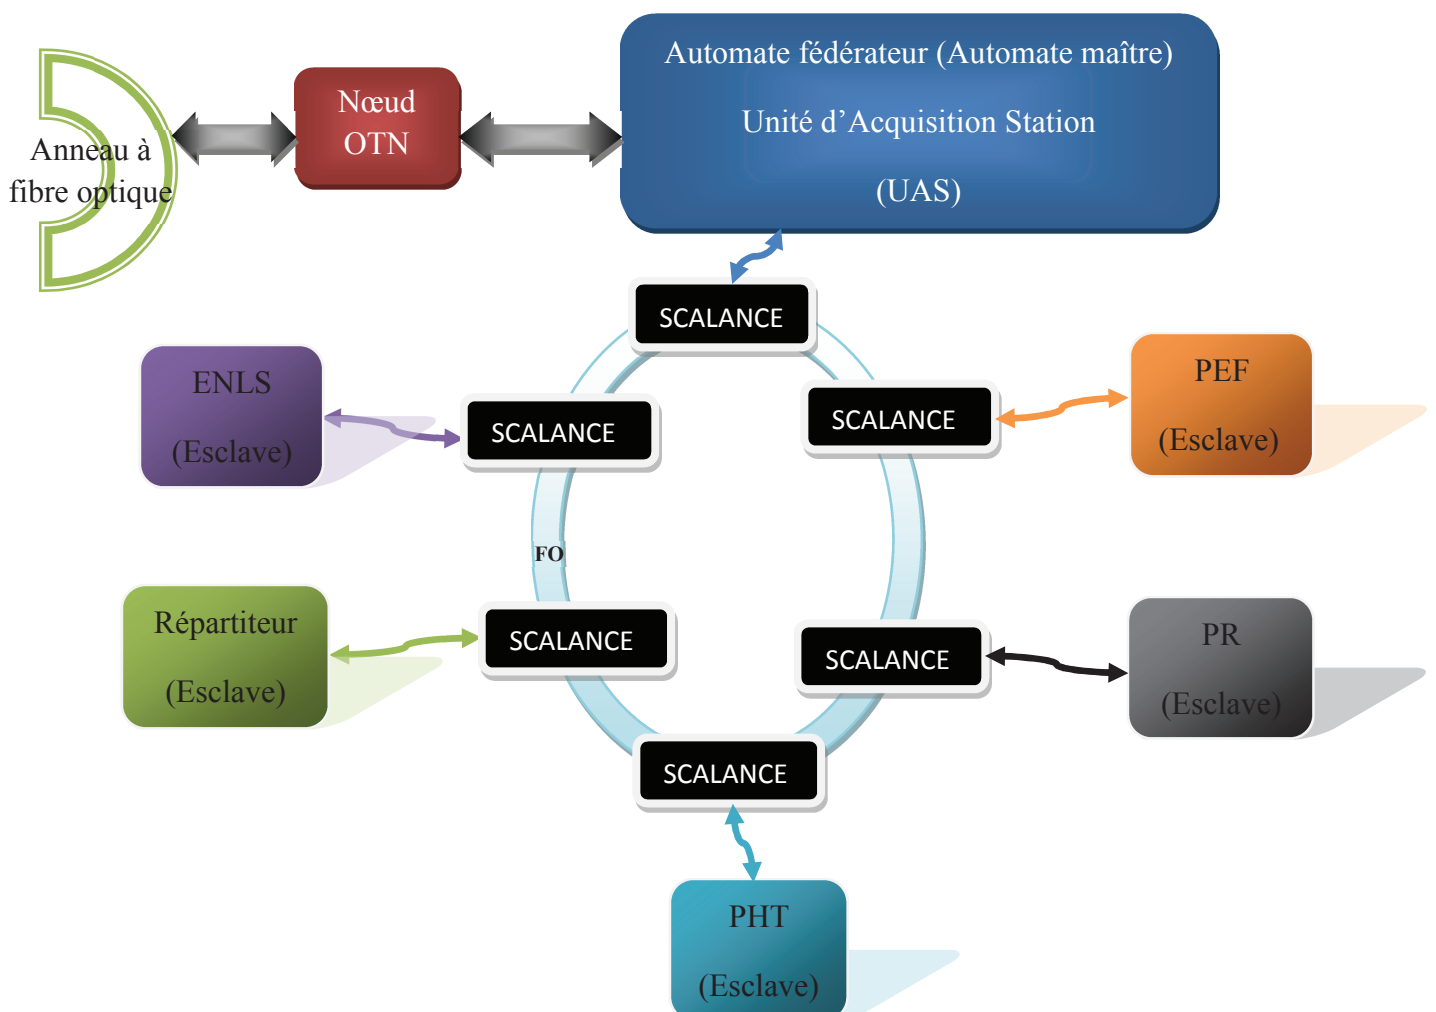 Automate fédérateur (Automate maître)
Unité d’Acquisition Station
(UAS)
Nœud
OTN
Anneau à
fibre optique
SCALANCE
ENLS
(Esclave)
SCALANCE
SCALANCE
PEF
(Esclave)
FO
Répartiteur
(Esclave)
SCALANCE
SCALANCE
PR
(Esclave)
SCALANCE
PHT
(Esclave)